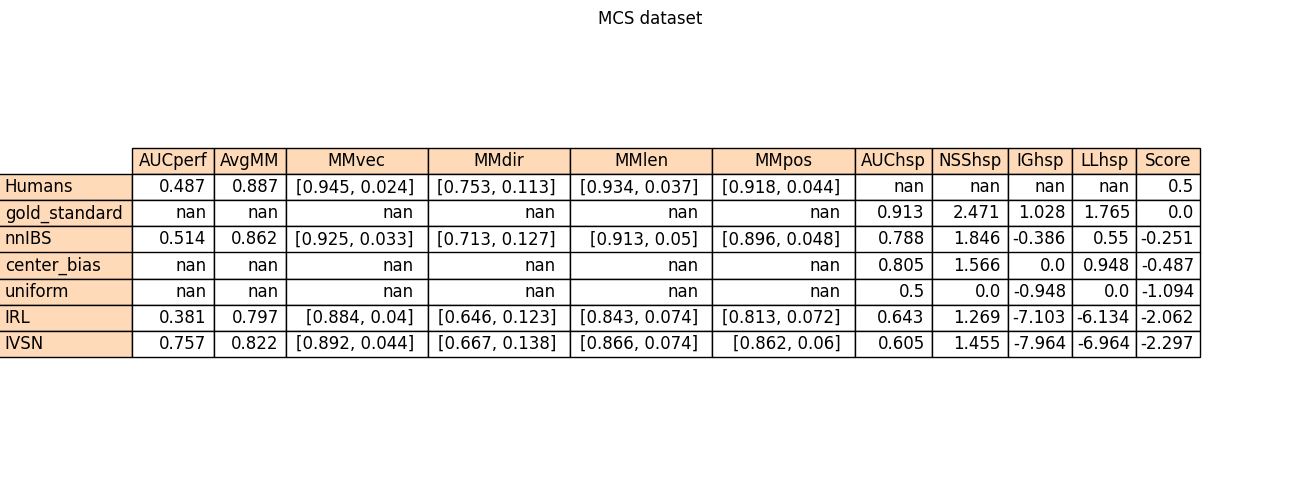 MCS dataset
AUCperf AvgMM MMvec MMdir MMlen MMpos AUChsp NSShsp IGhsp LLhsp Score
Humans 0.487 0.887 [0.945, 0.024] [0.753, 0.113] [0.934, 0.037] [0.918, 0.044] nan nan nan nan 0.5
gold_standard nan nan nan nan nan nan 0.913 2.471 1.028 1.765 0.0
nnIBS 0.514 0.862 [0.925, 0.033] [0.713, 0.127] [0.913, 0.05] [0.896, 0.048] 0.788 1.846 -0.386 0.55 -0.251
center_bias nan nan nan nan nan nan 0.805 1.566 0.0 0.948 -0.487
uniform nan nan nan nan nan nan 0.5 0.0 -0.948 0.0 -1.094
IRL 0.381 0.797 [0.884, 0.04] [0.646, 0.123] [0.843, 0.074] [0.813, 0.072] 0.643 1.269 -7.103 -6.134 -2.062
IVSN 0.757 0.822 [0.892, 0.044] [0.667, 0.138] [0.866, 0.074] [0.862, 0.06] 0.605 1.455 -7.964 -6.964 -2.297